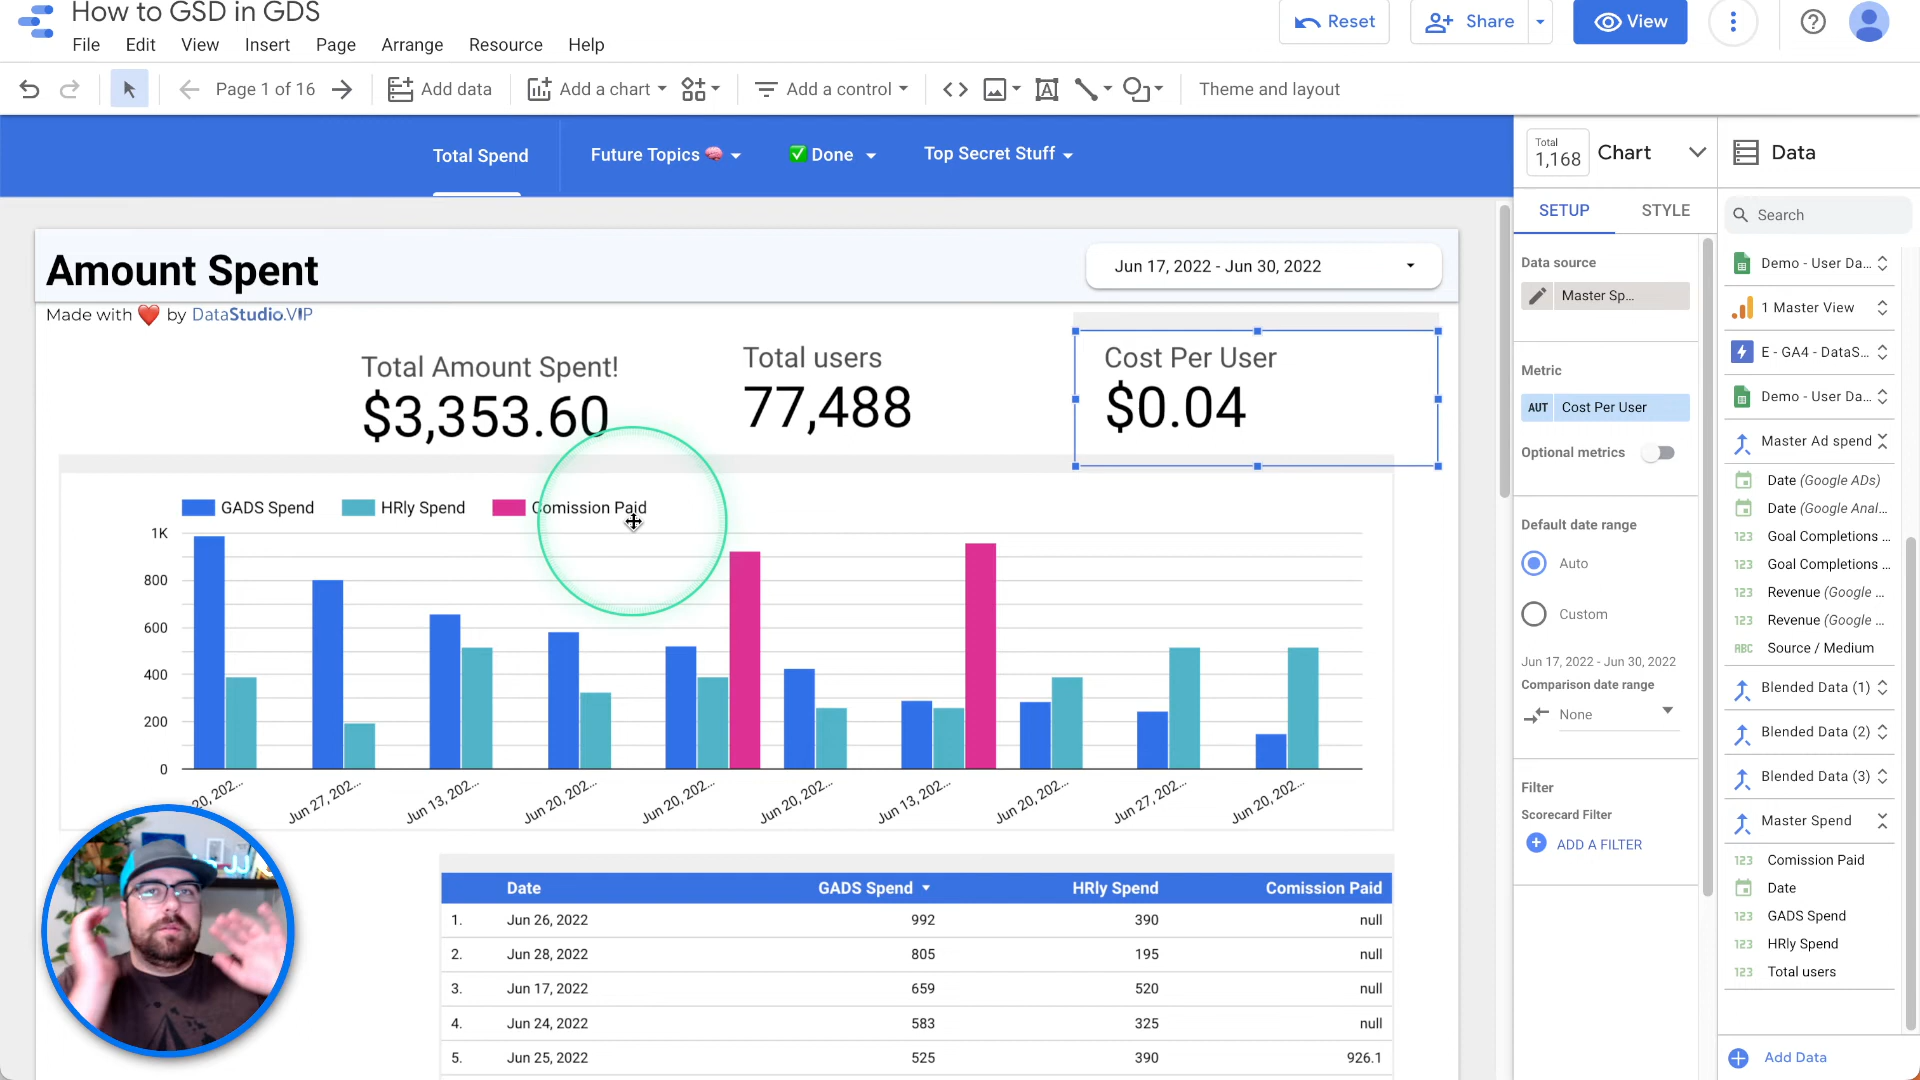 How to GSD in GDS
File Edit View Insert Page Arrange Resource Help
Reset
Share
View
Page 1 of 16
Add data
Add a chart
Add a control
Theme and layout
Total Spend
Future Topics 🧠
✅ Done
Top Secret Stuff
Amount Spent
Jun 17, 2022 - Jun 30, 2022
Made with ❤️ by DataStudio.VIP
Total Amount Spent!
$3,353.60
Total users
77,488
Cost Per User
$0.04
GADS Spend HRly Spend Comission Paid
1K
800
600
400
200
0
20, 202...
Jun 27, 202...
Jun 13, 202...
Jun 20, 202...
Jun 20, 202...
Jun 20, 202...
Jun 13, 202...
Jun 20, 202...
Jun 27, 202...
Jun 20, 202...
Date GADS Spend HRly Spend Comission Paid
1. Jun 26, 2022 992 390 null
2. Jun 28, 2022 805 195 null
3. Jun 17, 2022 659 520 null
4. Jun 24, 2022 583 325 null
5. Jun 25, 2022 525 390 926.1
Total
1,168
Chart
SETUP STYLE
Data source
Master Sp...
Metric
AUT Cost Per User
Optional metrics
Default date range
Auto
Custom
Jun 17, 2022 - Jun 30, 2022
Comparison date range
None
Filter
Scorecard Filter
ADD A FILTER
Data
Search
Demo - User Da...
1 Master View
E - GA4 - DataS...
Demo - User Da...
Master Ad spend
Date (Google ADs)
Date (Google Anal...
123 Goal Completions ...
123 Goal Completions ...
123 Revenue (Google ...
123 Revenue (Google ...
ABC Source / Medium
Blended Data (1)
Blended Data (2)
Blended Data (3)
Master Spend
123 Comission Paid
Date
123 GADS Spend
123 HRly Spend
123 Total users
Add Data